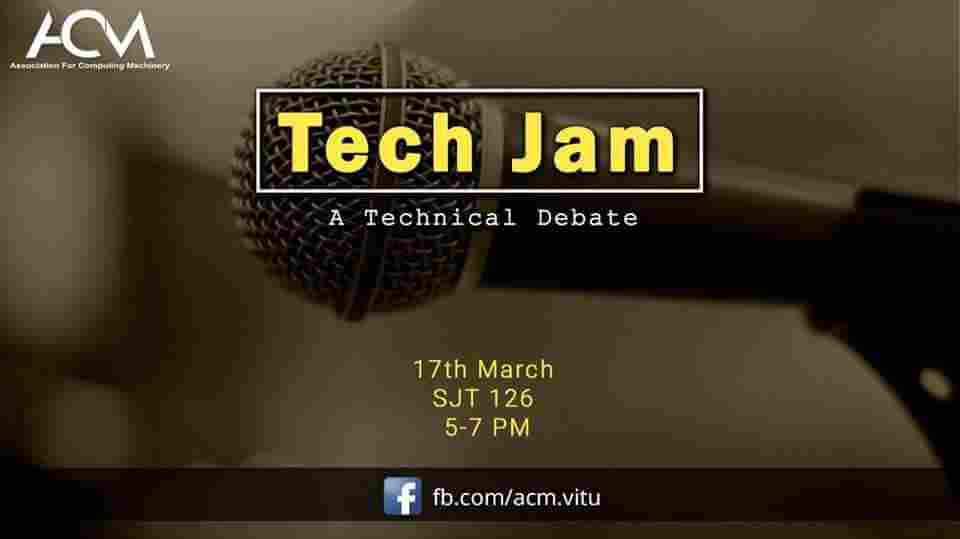 ACM
Association For Computing Machinery
Tech Jam
A Technical Debate
17th March
SJT 126
5-7 PM
f fb.com/acm.vitu